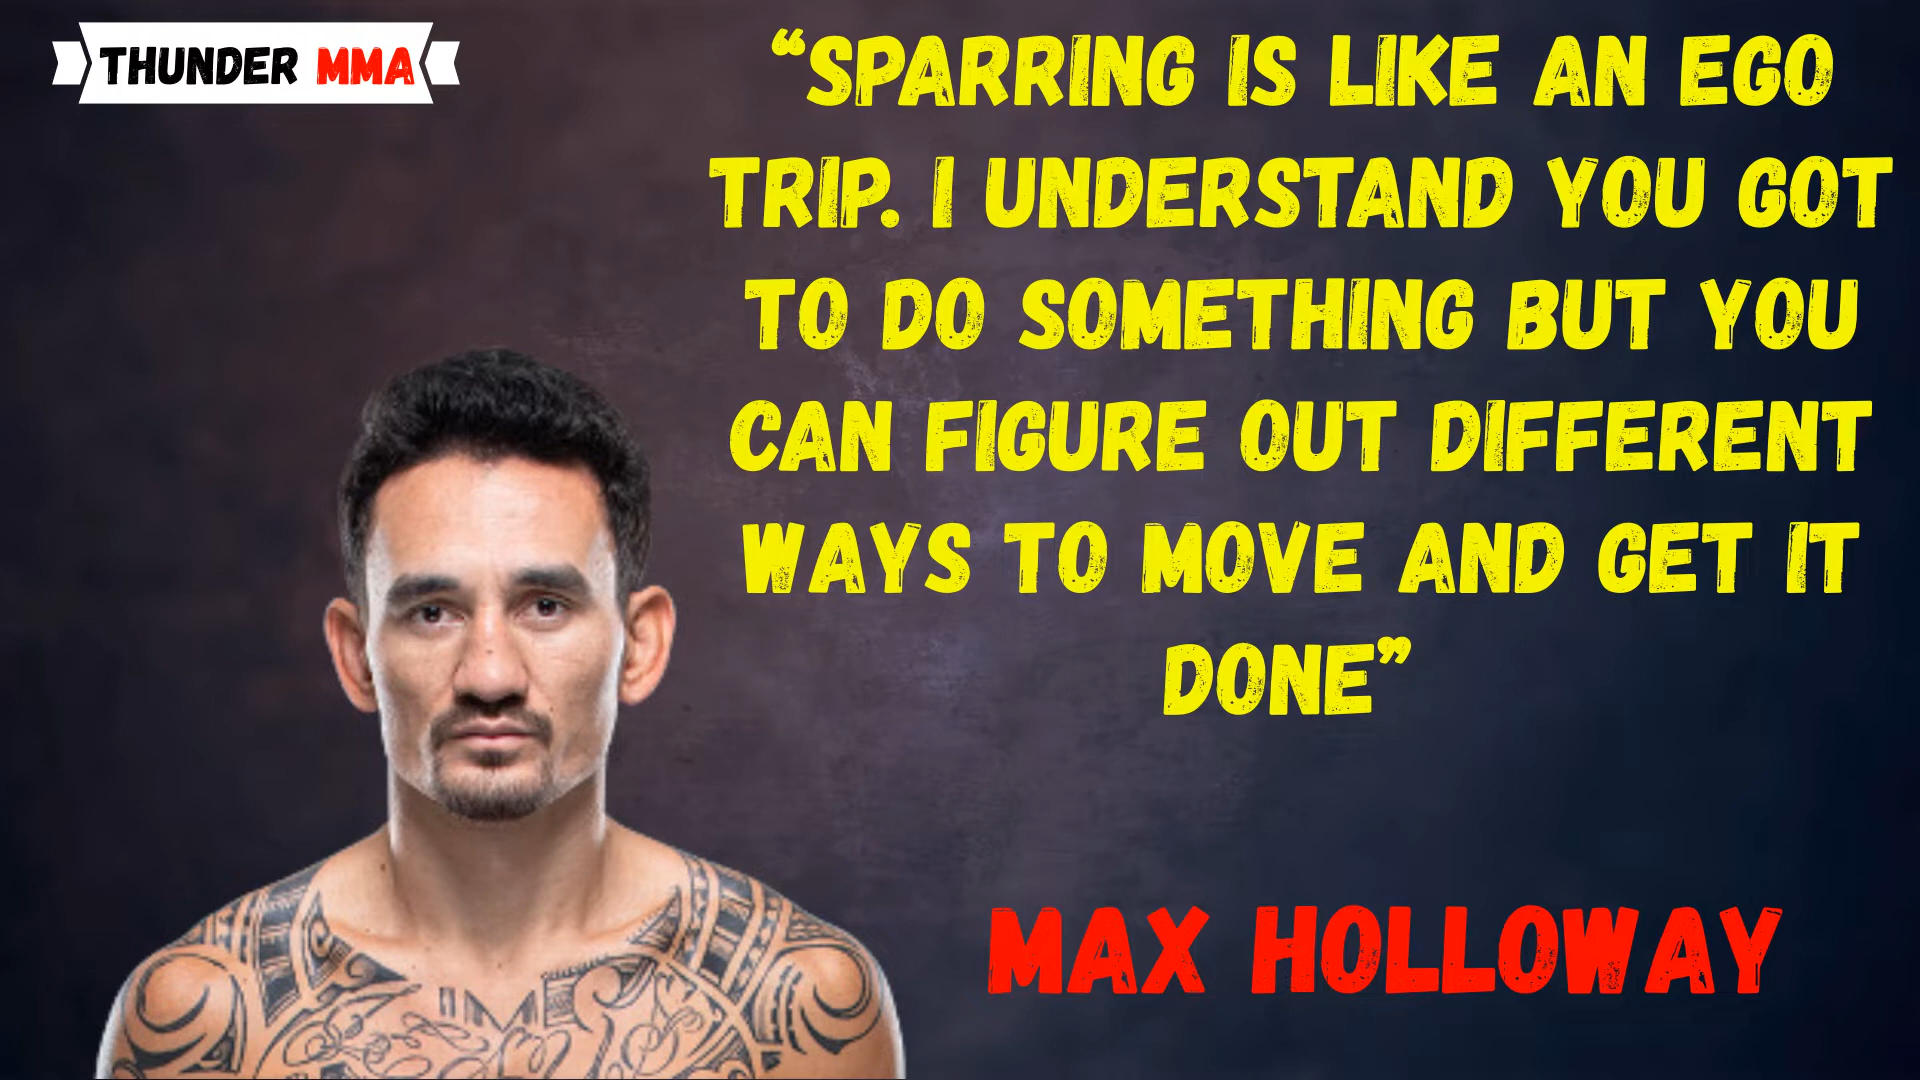 THUNDER MMA
“SPARRING IS LIKE AN EGO
TRIP. I UNDERSTAND YOU GOT
TO DO SOMETHING BUT YOU
CAN FIGURE OUT DIFFERENT
WAYS TO MOVE AND GET IT
DONE”
MAX HOLLOWAY